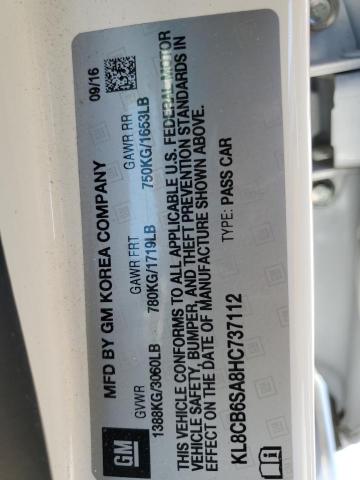 GM
MFD BY GM KOREA COMPANY
09/16
GVWR GAWR FRT GAWR RR
1388KG/3060LB 780KG/1719LB 750KG/1653LB
THIS VEHICLE CONFORMS TO ALL APPLICABLE U.S. FEDERAL MOTOR
VEHICLE SAFETY, BUMPER, AND THEFT PREVENTION STANDARDS IN
EFFECT ON THE DATE OF MANUFACTURE SHOWN ABOVE.
TYPE: PASS CAR
KL8CB6SA8HC737112